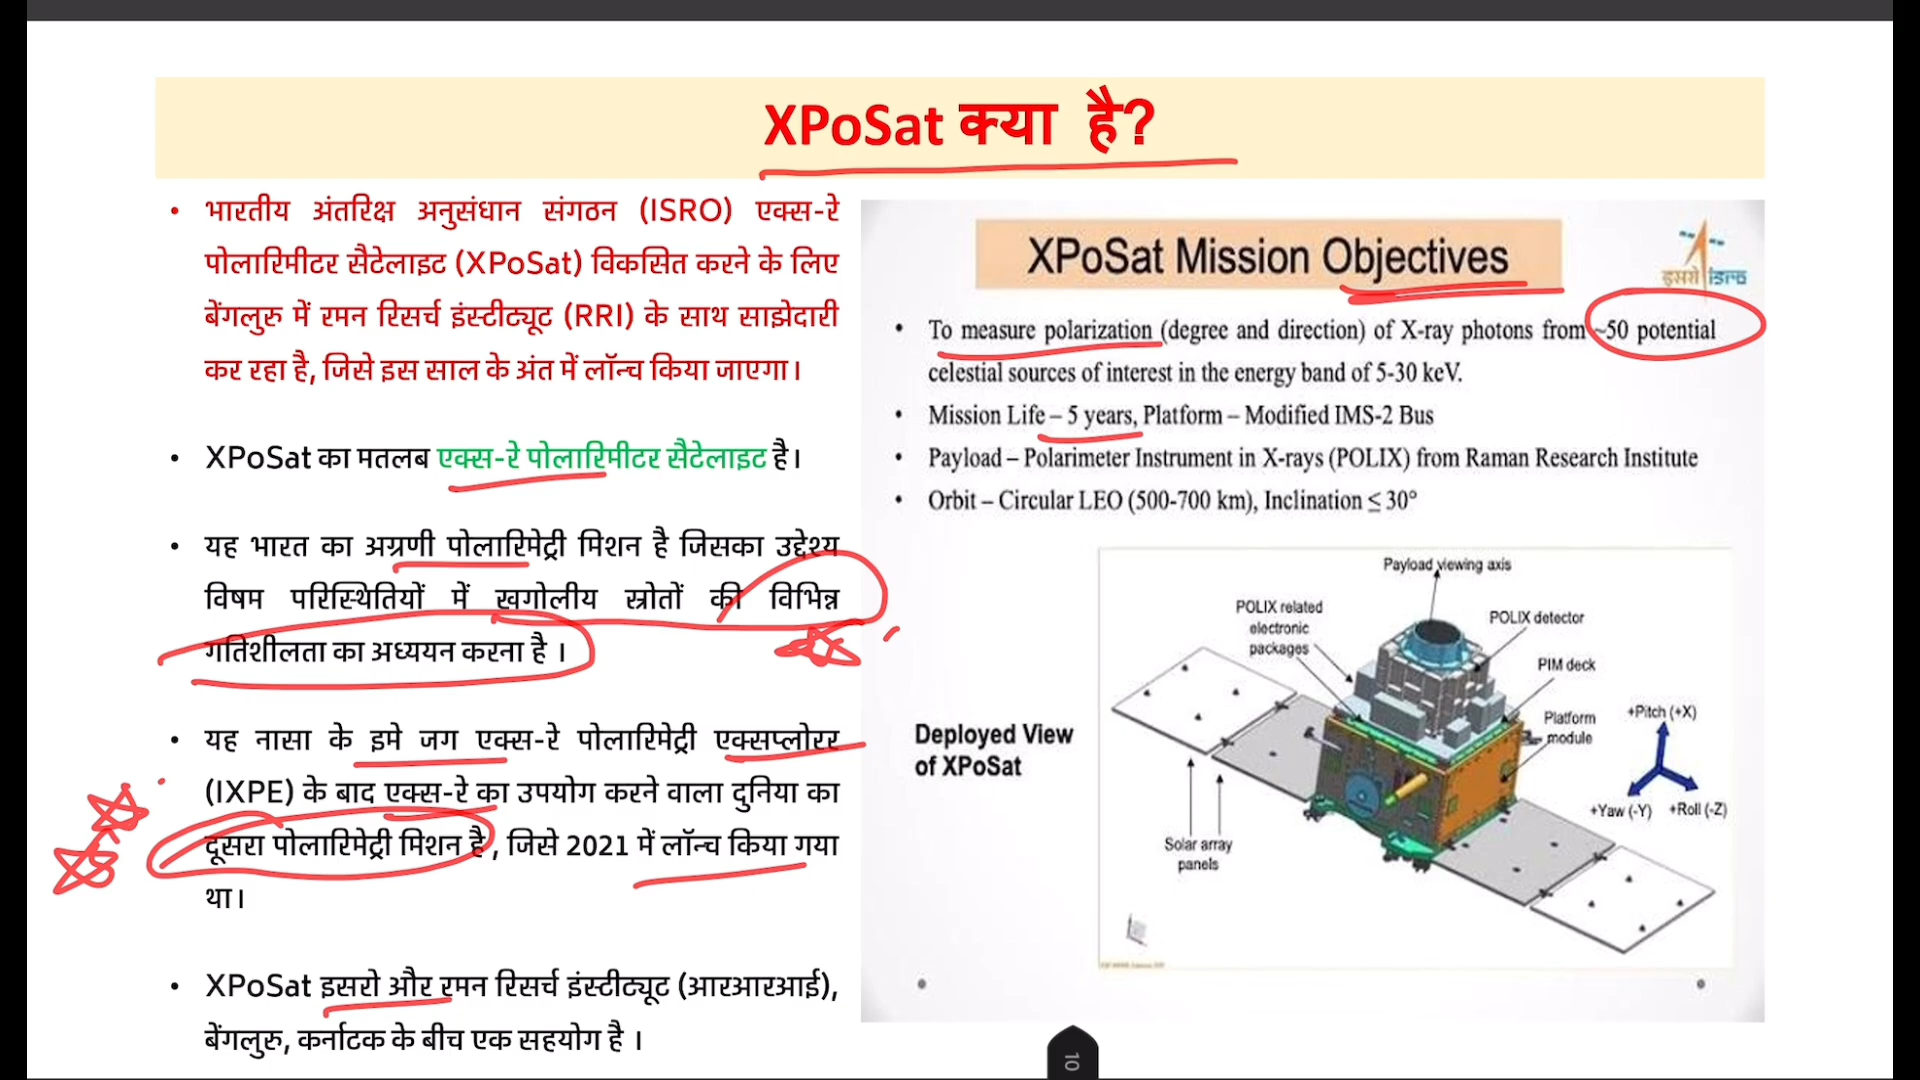 XPoSat क्या है?
• भारतीय अंतरिक्ष अनुसंधान संगठन (ISRO) एक्स-रे
पोलारिमीटर सैटेलाइट (XPoSat) विकसित करने के लिए
बेंगलुरु में रमन रिसर्च इंस्टीट्यूट (RRI) के साथ साझेदारी
कर रहा है, जिसे इस साल के अंत में लॉन्च किया जाएगा।
• XPoSat का मतलब एक्स-रे पोलारिमीटर सैटेलाइट है।
• यह भारत का अग्रणी पोलारिमेट्री मिशन है जिसका उद्देश्य
विषम परिस्थितियों में खगोलीय स्रोतों की विभिन्न
गतिशीलता का अध्ययन करना है ।
• यह नासा के इमे जग एक्स-रे पोलारिमेट्री एक्सप्लोरर
(IXPE) के बाद एक्स-रे का उपयोग करने वाला दुनिया का
दूसरा पोलारिमेट्री मिशन है , जिसे 2021 में लॉन्च किया गया
था।
• XPoSat इसरो और रमन रिसर्च इंस्टीट्यूट (आरआरआई),
बेंगलुरु, कर्नाटक के बीच एक सहयोग है ।
XPoSat Mission Objectives
इसरो isro
• To measure polarization (degree and direction) of X-ray photons from ~50 potential
celestial sources of interest in the energy band of 5-30 keV.
• Mission Life – 5 years, Platform – Modified IMS-2 Bus
• Payload – Polarimeter Instrument in X-rays (POLIX) from Raman Research Institute
• Orbit – Circular LEO (500-700 km), Inclination ≤ 30°
Payload viewing axis
POLIX related
electronic
packages
POLIX detector
PIM deck
Platform
module
+Pitch (+X)
+Yaw (-Y) +Roll (-Z)
Deployed View
of XPoSat
Solar array
panels
10